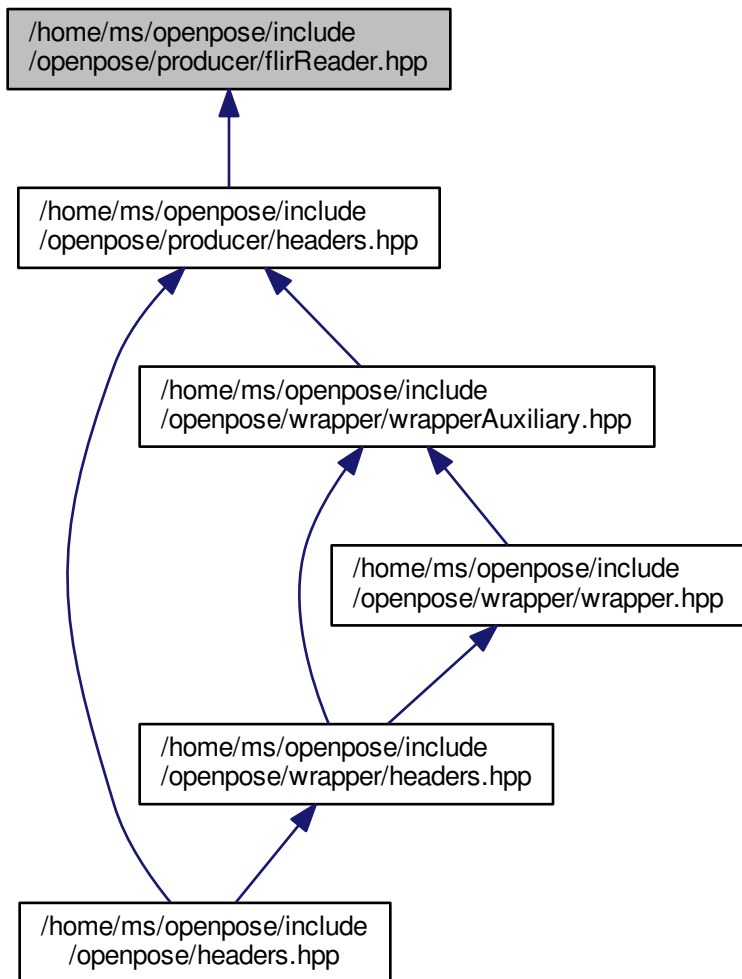 /home/ms/openpose/include
/openpose/producer/flirReader.hpp
/home/ms/openpose/include
/openpose/producer/headers.hpp
/home/ms/openpose/include
/openpose/wrapper/wrapperAuxiliary.hpp
/home/ms/openpose/include
/openpose/wrapper/wrapper.hpp
/home/ms/openpose/include
/openpose/wrapper/headers.hpp
/home/ms/openpose/include
/openpose/headers.hpp